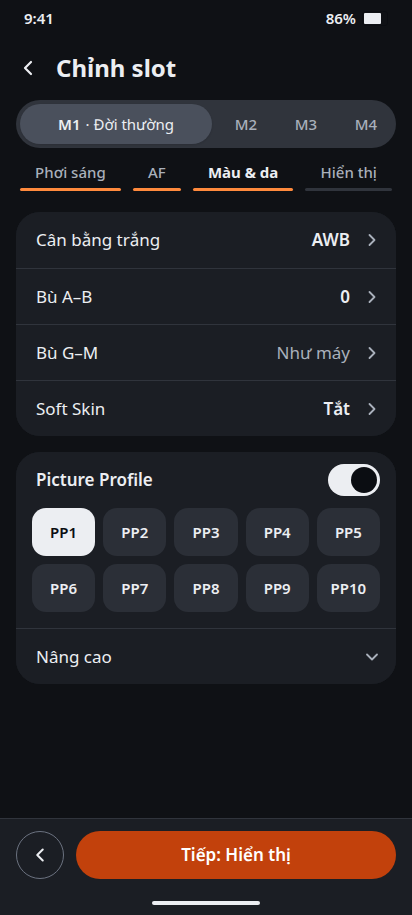 9:41 86%
Chỉnh slot
M1 · Đời thường M2 M3 M4
Phơi sáng AF Màu & da Hiển thị
Cân bằng trắng AWB
Bù A–B 0
Bù G–M Như máy
Soft Skin Tắt
Picture Profile
PP1 PP2 PP3 PP4 PP5
PP6 PP7 PP8 PP9 PP10
Nâng cao
Tiếp: Hiển thị